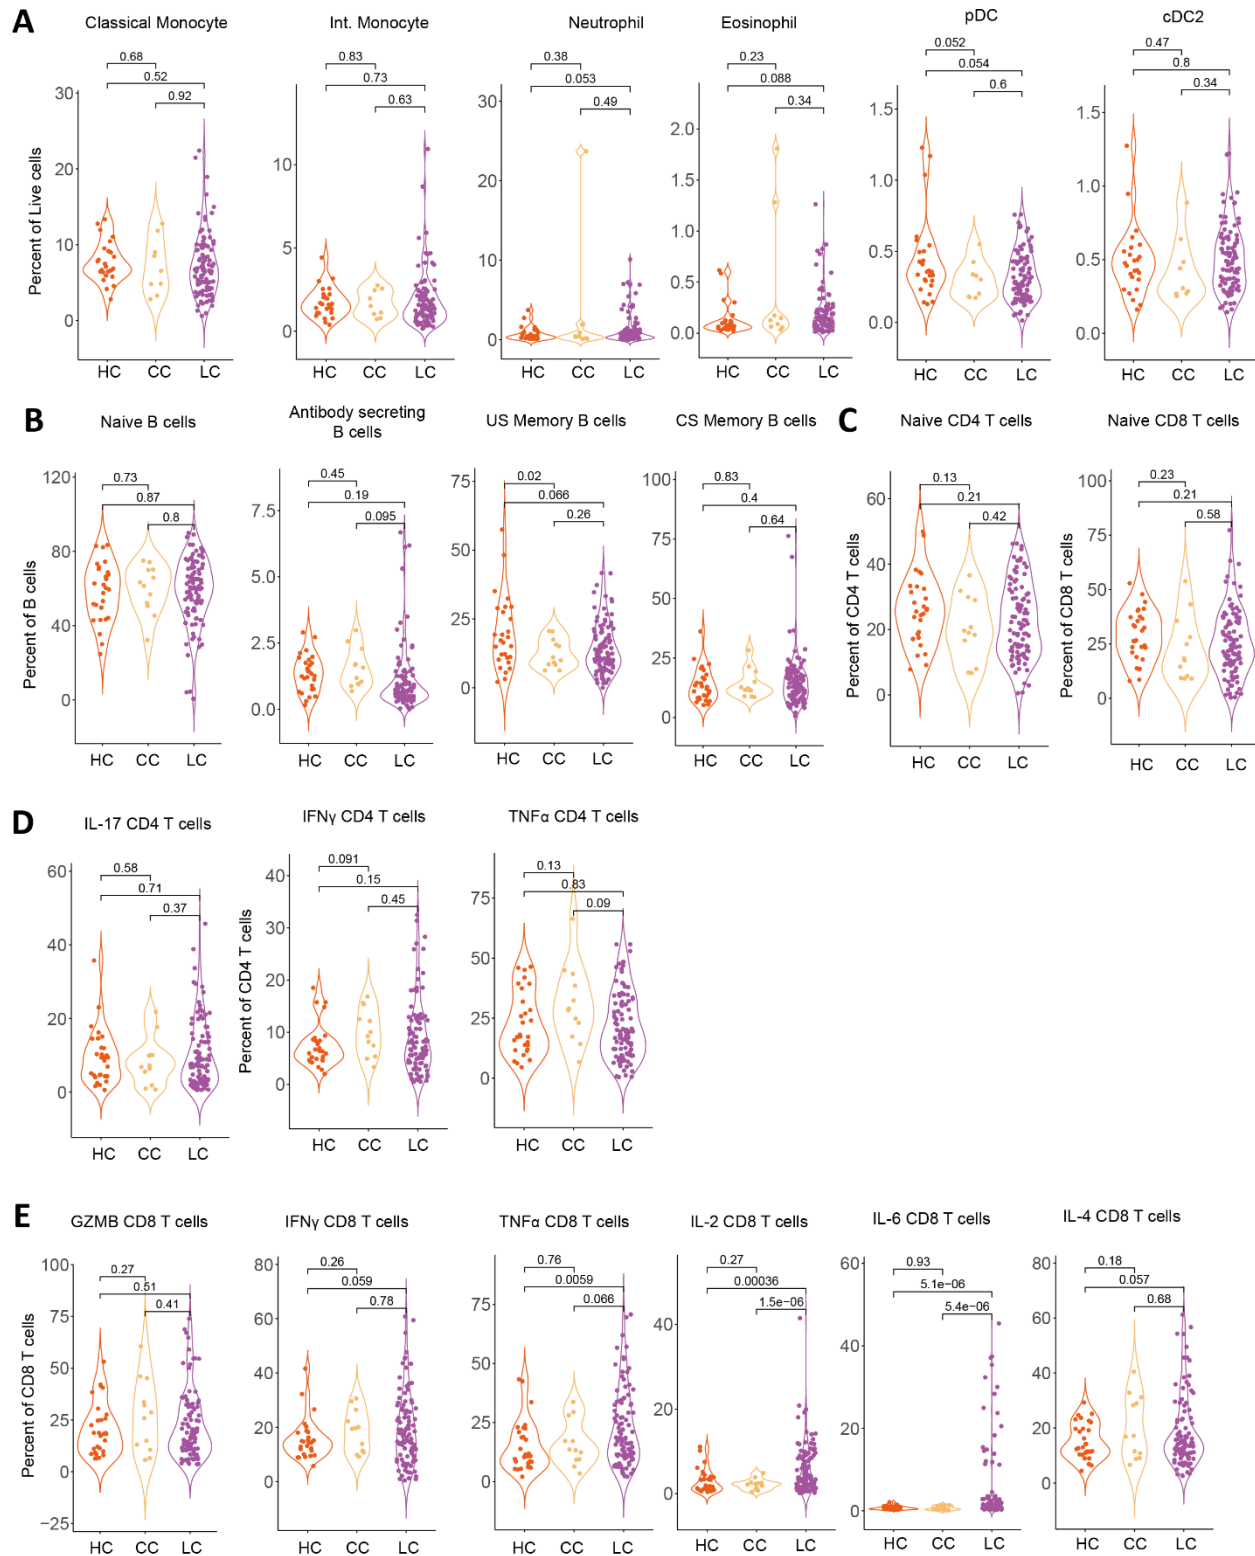 A
Classical Monocyte
Int. Monocyte
Neutrophil
Eosinophil
pDC
cDC2
Percent of Live cells
0.68
0.52
0.92
30
20
10
0
HC CC LC
0.83
0.73
0.63
10
5
0
HC CC LC
0.38
0.053
0.49
30
20
10
0
HC CC LC
0.23
0.088
0.34
2.0
1.5
1.0
0.5
0.0
HC CC LC
0.052
0.054
0.6
1.5
1.0
0.5
0.0
HC CC LC
0.47
0.8
0.34
1.5
1.0
0.5
0.0
HC CC LC
B
Naive B cells
Antibody secreting
B cells
US Memory B cells
CS Memory B cells
Percent of B cells
0.73
0.87
0.8
120
80
40
0
HC CC LC
0.45
0.19
0.095
7.5
5.0
2.5
0.0
HC CC LC
0.02
0.066
0.26
75
50
25
0
HC CC LC
0.83
0.4
0.64
100
75
50
25
0
HC CC LC
C
Naive CD4 T cells
Naive CD8 T cells
Percent of CD4 T cells
0.13
0.21
0.42
60
40
20
0
HC CC LC
Percent of CD8 T cells
0.23
0.21
0.58
100
75
50
25
0
HC CC LC
D
IL-17 CD4 T cells
IFNγ CD4 T cells
TNFα CD4 T cells
0.58
0.71
0.37
60
40
20
0
HC CC LC
Percent of CD4 T cells
0.091
0.15
0.45
40
30
20
10
0
HC CC LC
0.13
0.83
0.09
75
50
25
0
HC CC LC
E
GZMB CD8 T cells
IFNγ CD8 T cells
TNFα CD8 T cells
IL-2 CD8 T cells
IL-6 CD8 T cells
IL-4 CD8 T cells
Percent of CD8 T cells
0.27
0.51
0.41
100
75
50
25
0
−25
HC CC LC
0.26
0.059
0.78
80
60
40
20
0
HC CC LC
0.76
0.0059
0.066
75
50
25
0
HC CC LC
0.27
0.00036
1.5e−06
40
20
0
HC CC LC
0.93
5.1e−06
5.4e−06
60
40
20
0
HC CC LC
0.18
0.057
0.68
80
60
40
20
0
HC CC LC